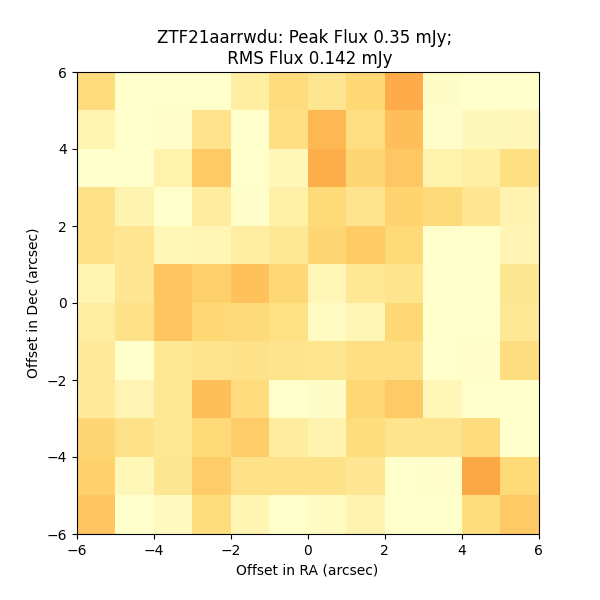 ZTF21aarrwdu: Peak Flux 0.35 mJy;
RMS Flux 0.142 mJy
6
4
2
0
−2
−4
−6
Offset in Dec (arcsec)
−6 −4 −2 0 2 4 6
Offset in RA (arcsec)